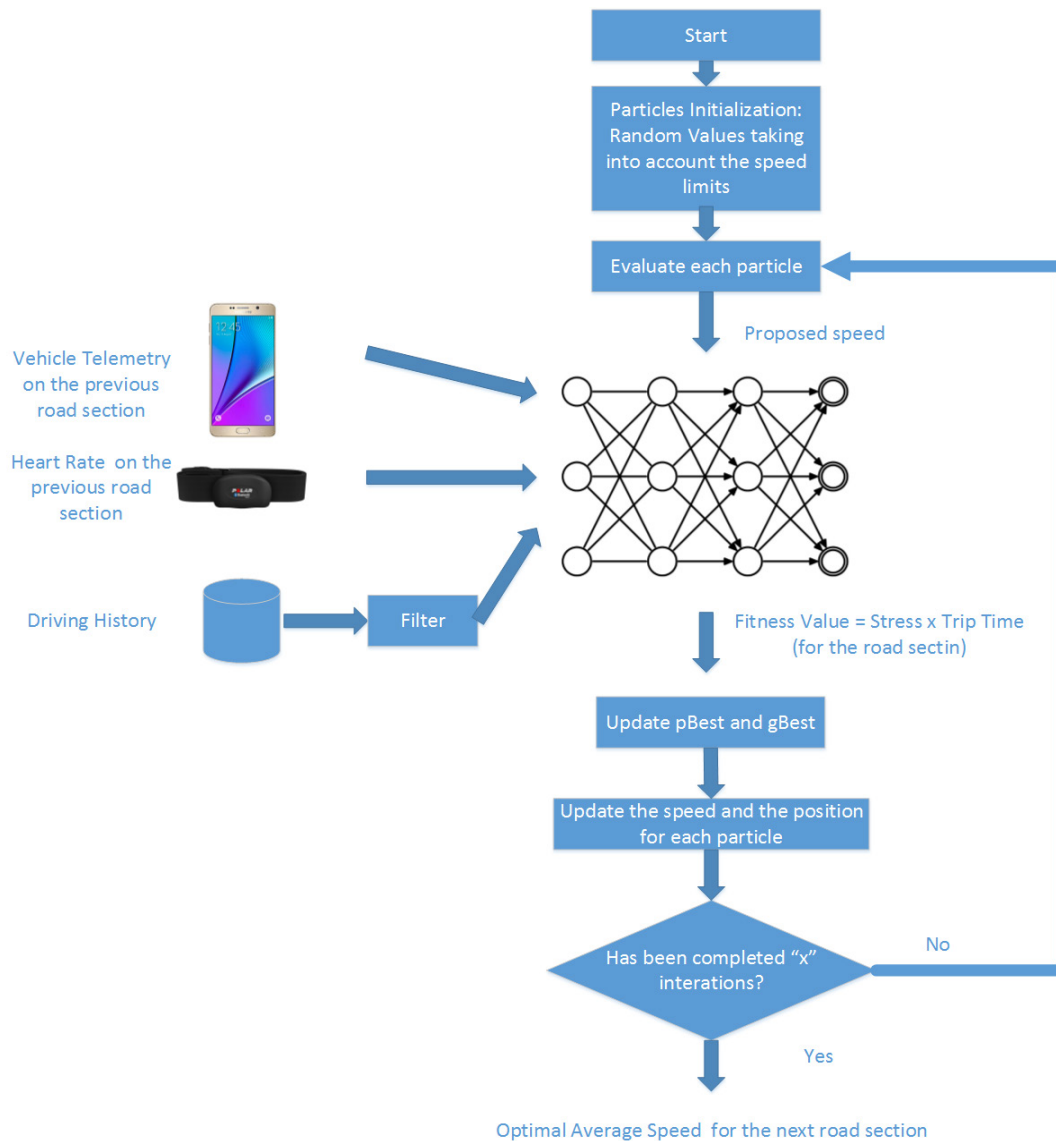 Start
Particles Initialization:
Random Values taking
into account the speed
limits
Evaluate each particle
Proposed speed
12:45
Vehicle Telemetry
on the previous
road section
Heart Rate on the
previous road
section
POLAR
Driving History
Filter
Fitness Value = Stress x Trip Time
(for the road sectin)
Update pBest and gBest
Update the speed and the position
for each particle
Has been completed “x”
interations?
No
Yes
Optimal Average Speed for the next road section